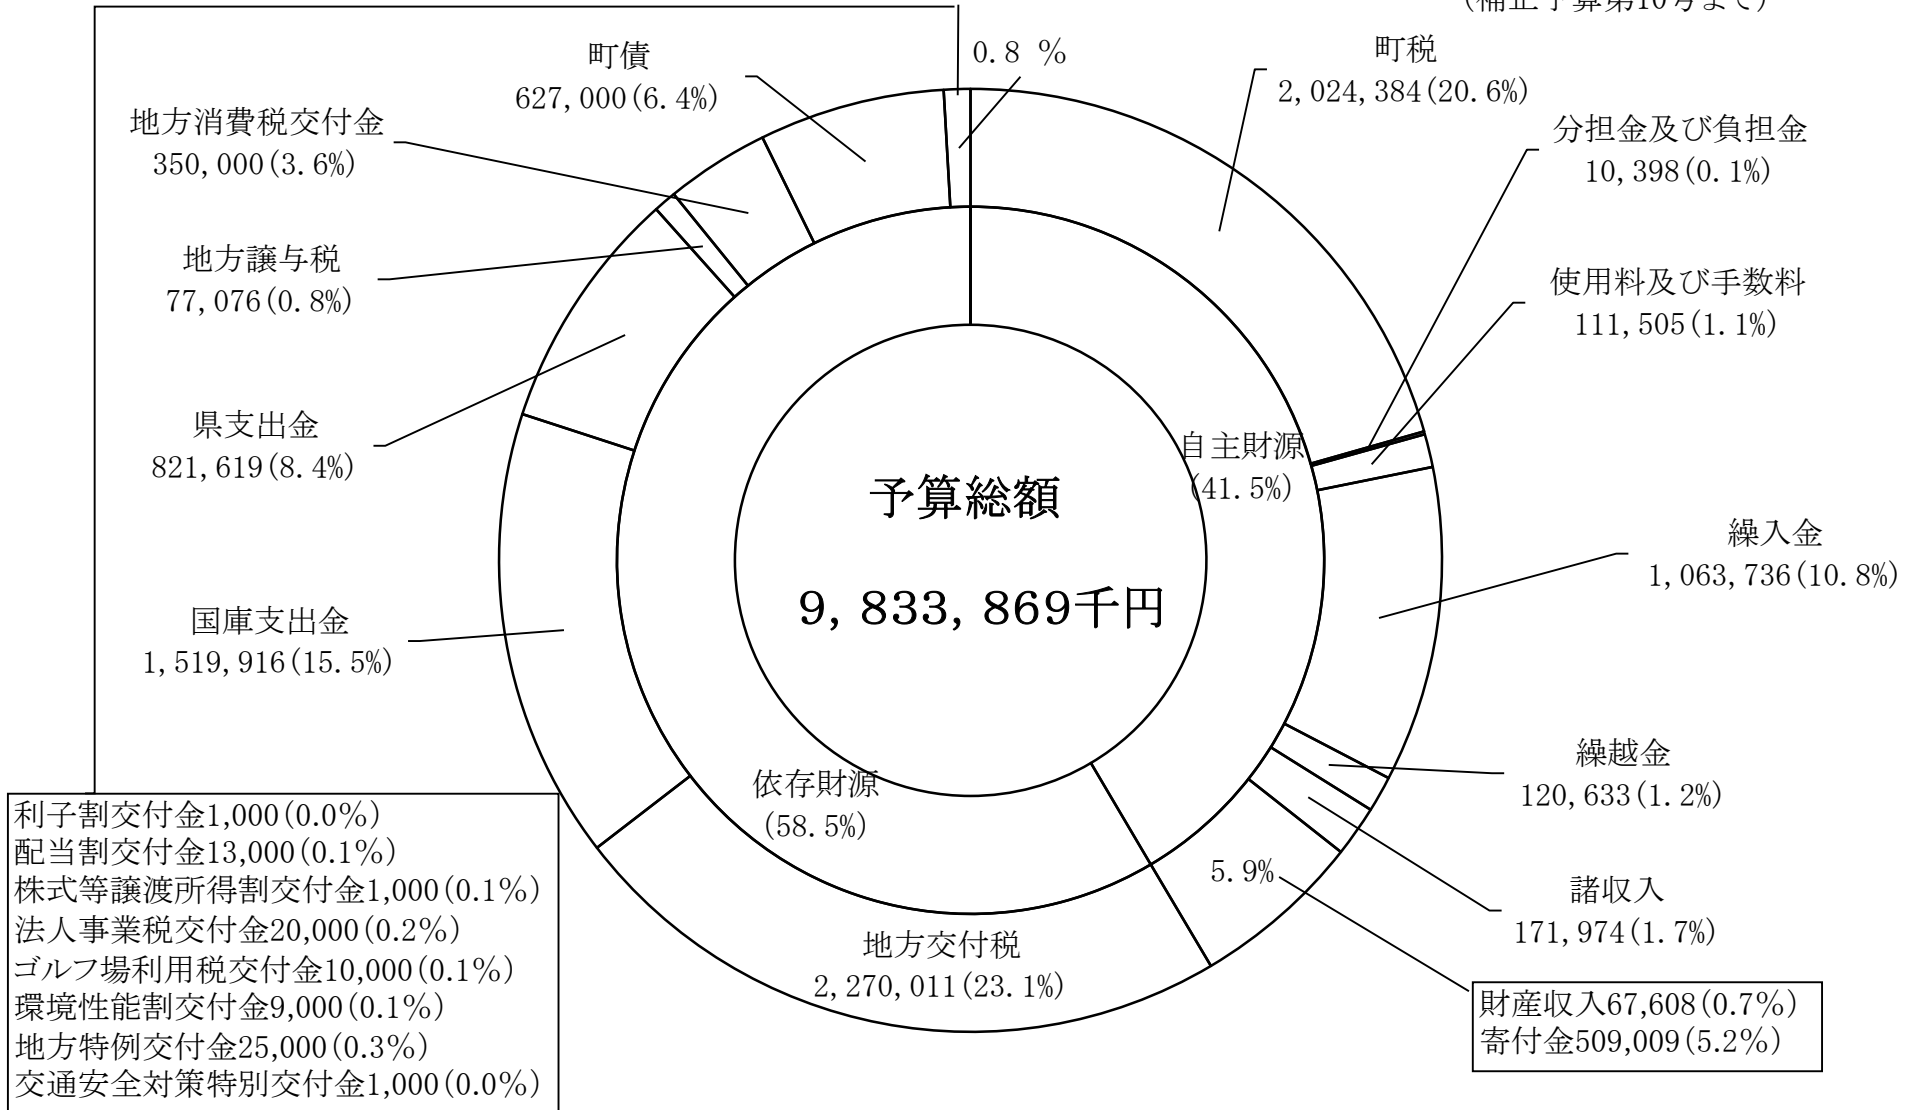 (補正予算第10号まで)
0.8 %
町税
2,024,384(20.6%)
分担金及び負担金
10,398(0.1%)
使用料及び手数料
111,505(1.1%)
繰入金
1,063,736(10.8%)
繰越金
120,633(1.2%)
諸収入
171,974(1.7%)
5.9%
財産収入67,608(0.7%)
寄付金509,009(5.2%)
自主財源
(41.5%)
予算総額
9,833,869千円
依存財源
(58.5%)
地方交付税
2,270,011(23.1%)
国庫支出金
1,519,916(15.5%)
県支出金
821,619(8.4%)
地方譲与税
77,076(0.8%)
地方消費税交付金
350,000(3.6%)
町債
627,000(6.4%)
利子割交付金1,000(0.0%)
配当割交付金13,000(0.1%)
株式等譲渡所得割交付金1,000(0.1%)
法人事業税交付金20,000(0.2%)
ゴルフ場利用税交付金10,000(0.1%)
環境性能割交付金9,000(0.1%)
地方特例交付金25,000(0.3%)
交通安全対策特別交付金1,000(0.0%)